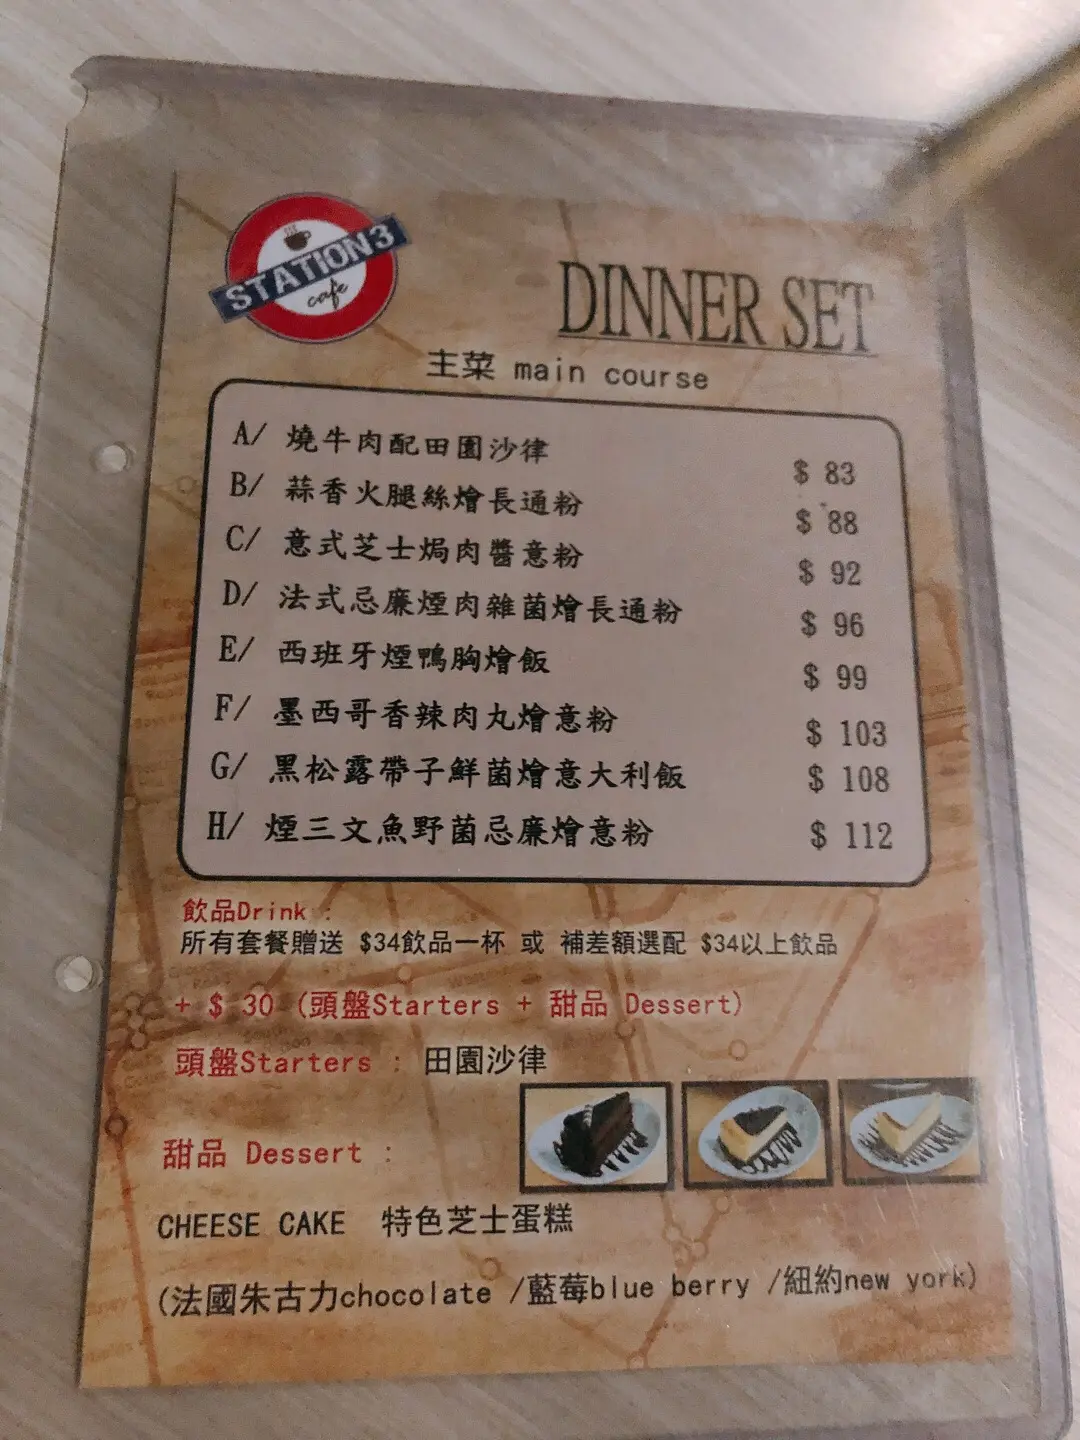 STATION3
cafe
DINNER SET
主菜 main course
A/ 燒牛肉配田園沙律 $ 83
B/ 蒜香火腿絲燴長通粉 $ 88
C/ 意式芝士焗肉醬意粉 $ 92
D/ 法式忌廉煙肉雜菌燴長通粉 $ 96
E/ 西班牙煙鴨胸燴飯 $ 99
F/ 墨西哥香辣肉丸燴意粉 $ 103
G/ 黑松露帶子鮮菌燴意大利飯 $ 108
H/ 煙三文魚野菌忌廉燴意粉 $ 112
飲品Drink :
所有套餐贈送 $34飲品一杯 或 補差額選配 $34以上飲品
+ $ 30 (頭盤Starters + 甜品 Dessert)
頭盤Starters : 田園沙律
甜品 Dessert :
CHEESE CAKE 特色芝士蛋糕
(法國朱古力chocolate /藍莓blue berry /紐約new york)